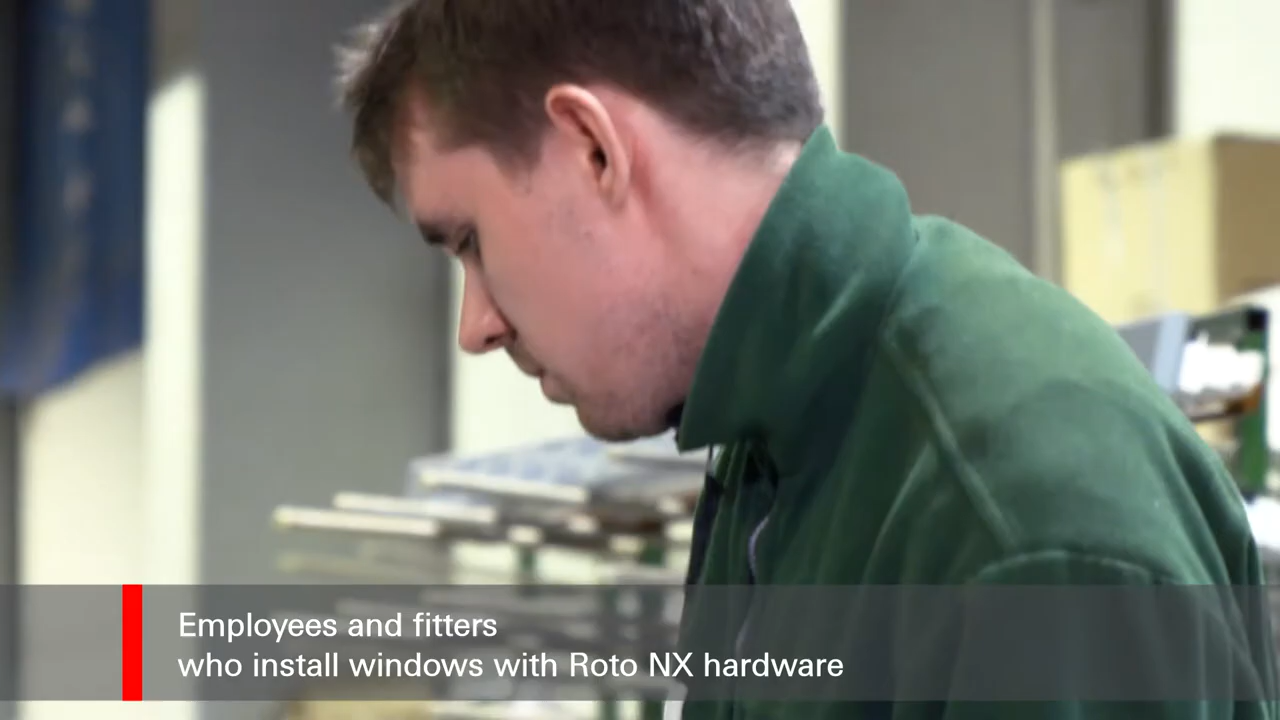 Employees and fitters
who install windows with Roto NX hardware